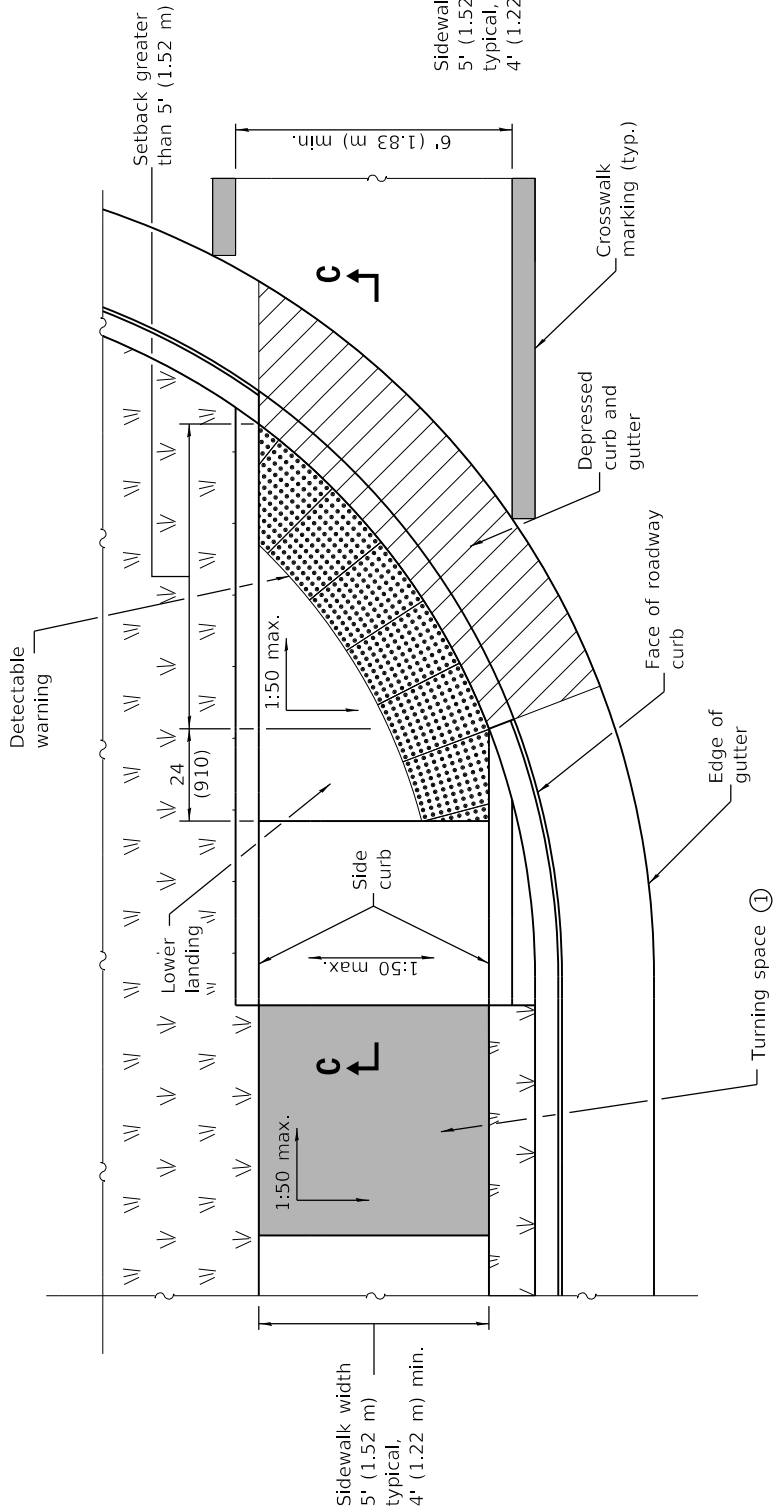 Setback greater
than 5' (1.52 m)
Sidewal
5' (1.52
typical,
4' (1.22
6' (1.83 m) min.
Crosswalk
marking (typ.)
C
Detectable
warning
Depressed
curb and
gutter
1:50 max.
24
(910)
Face of roadway
curb
Edge of
gutter
Lower
landing
Side
curb
1:50 max.
C
Turning space 1
1:50 max.
Sidewalk width
5' (1.52 m)
typical,
4' (1.22 m) min.